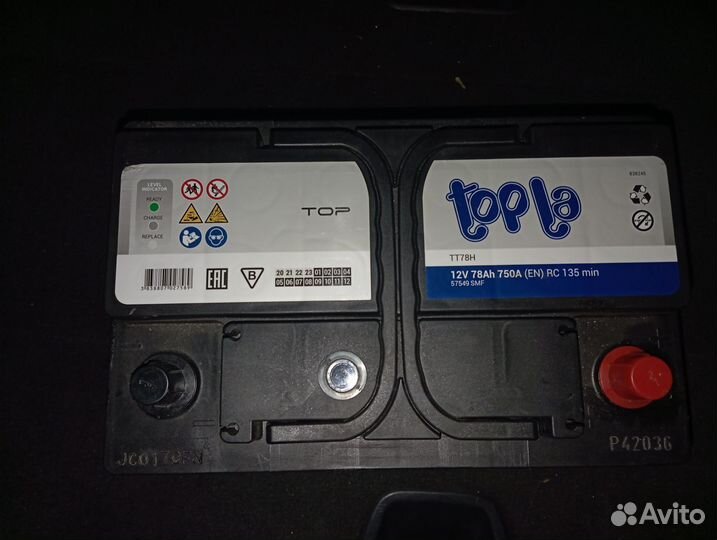 LEVEL
INDICATOR
READY
CHARGE
REPLACE
TOP
EAC
B
20 21 22 23 01 02 03 04
05 06 07 08 09 10 11 12
topla
TT78H
12V 78Ah 750A (EN) RC 135 min
57549 SMF
P42036
Avito